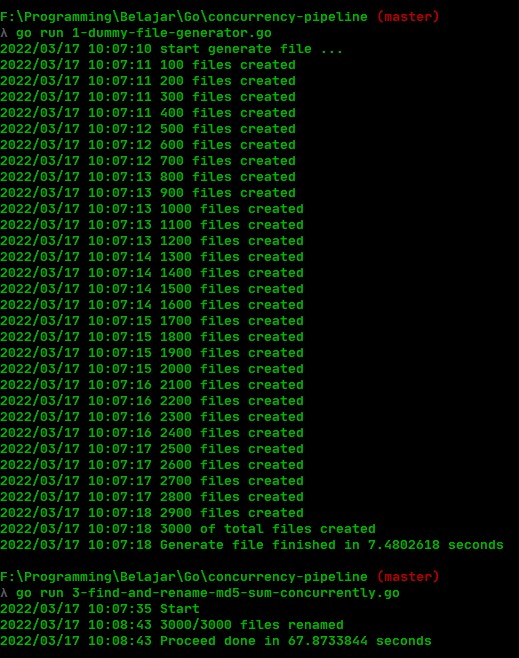 F:\Programming\Belajar\Go\concurrency-pipeline (master)
λ go run 1-dummy-file-generator.go
2022/03/17 10:07:10 start generate file ...
2022/03/17 10:07:11 100 files created
2022/03/17 10:07:11 200 files created
2022/03/17 10:07:11 300 files created
2022/03/17 10:07:11 400 files created
2022/03/17 10:07:12 500 files created
2022/03/17 10:07:12 600 files created
2022/03/17 10:07:12 700 files created
2022/03/17 10:07:13 800 files created
2022/03/17 10:07:13 900 files created
2022/03/17 10:07:13 1000 files created
2022/03/17 10:07:13 1100 files created
2022/03/17 10:07:13 1200 files created
2022/03/17 10:07:14 1300 files created
2022/03/17 10:07:14 1400 files created
2022/03/17 10:07:14 1500 files created
2022/03/17 10:07:14 1600 files created
2022/03/17 10:07:15 1700 files created
2022/03/17 10:07:15 1800 files created
2022/03/17 10:07:15 1900 files created
2022/03/17 10:07:15 2000 files created
2022/03/17 10:07:16 2100 files created
2022/03/17 10:07:16 2200 files created
2022/03/17 10:07:16 2300 files created
2022/03/17 10:07:16 2400 files created
2022/03/17 10:07:17 2500 files created
2022/03/17 10:07:17 2600 files created
2022/03/17 10:07:17 2700 files created
2022/03/17 10:07:17 2800 files created
2022/03/17 10:07:18 2900 files created
2022/03/17 10:07:18 3000 of total files created
2022/03/17 10:07:18 Generate file finished in 7.4802618 seconds
F:\Programming\Belajar\Go\concurrency-pipeline (master)
λ go run 3-find-and-rename-md5-sum-concurrently.go
2022/03/17 10:07:35 Start
2022/03/17 10:08:43 3000/3000 files renamed
2022/03/17 10:08:43 Proceed done in 67.8733844 seconds